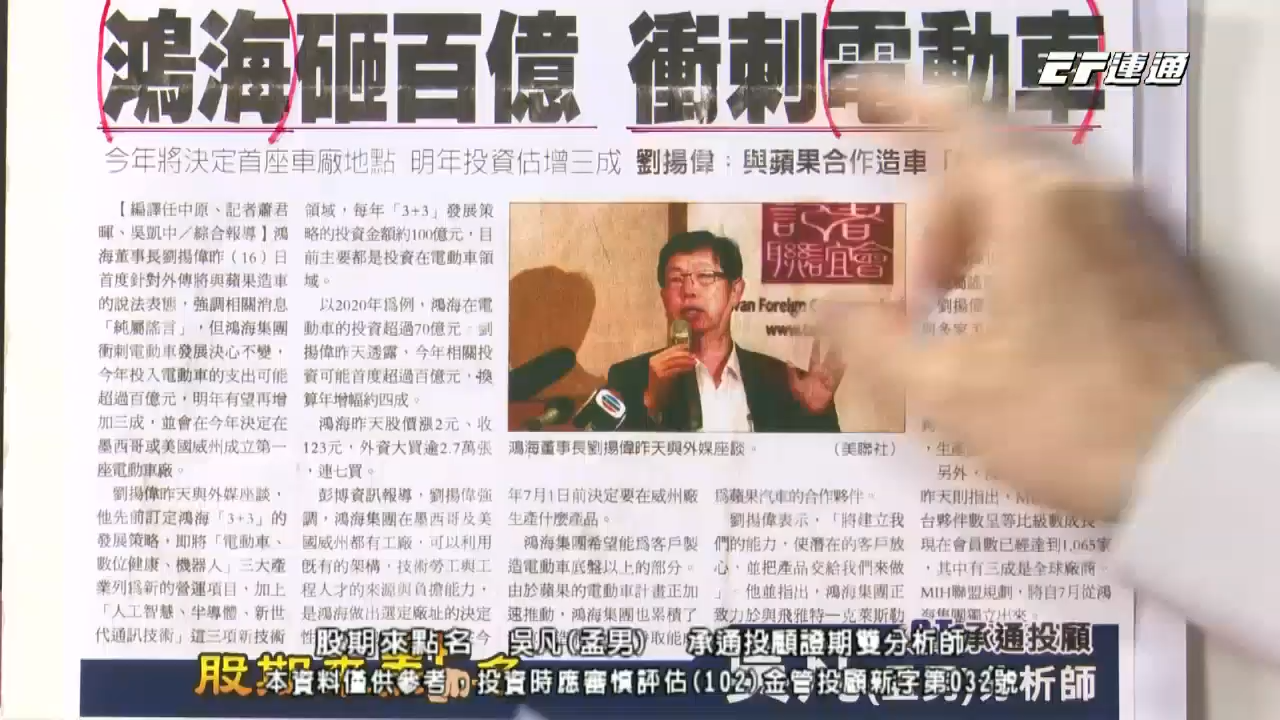 鴻海砸百億 衝刺電動車
EF連通
今年將決定首座車廠地點 明年投資估增三成 劉揚偉：與蘋果合作造車「
【編譯任中原、記者蕭君
暉、吳凱中／綜合報導】鴻
海董事長劉揚偉昨（16）日
首度針對外傳將與蘋果造車
的說法表態，強調相關消息
「純屬謠言」，但鴻海集團
衝刺電動車發展決心不變，
今年投入電動車的支出可能
超過百億元，明年有望再增
加三成，並會在今年決定在
墨西哥或美國威州成立第一
座電動車廠。
劉揚偉昨天與外媒座談，
他先前訂定鴻海「3+3」的
發展策略，即將「電動車、
數位健康、機器人」三大產
業列為新的營運項目，加上
「人工智慧、半導體、新世
代通訊技術」這三項新技術
領域，每年「3+3」發展策
略的投資金額約100億元，目
前主要都是投資在電動車領
域。
以2020年為例，鴻海在電
動車的投資超過70億元。劉
揚偉昨天透露，今年相關投
資可能首度超過百億元，換
算年增幅約四成。
鴻海昨天股價漲2元、收
123元，外資大買逾2.7萬張
，連七買。
彭博資訊報導，劉揚偉強
調，鴻海集團在墨西哥及美
國威州都有工廠，可以利用
既有的架構，技術勞工與工
程人才的來源與負擔能力，
是鴻海做出選定廠址的決定
記者
聯誼會
van Foreign
www.
鴻海董事長劉揚偉昨天與外媒座談。 （美聯社）
年7月1日前決定要在威州廠
生產什麼產品。
鴻海集團希望能為客戶製
造電動車底盤以上的部分。
由於蘋果的電動車計畫正加
速推動，鴻海集團也累積了
為蘋果汽車的合作夥伴。
劉揚偉表示，「將建立我
們的能力，使潛在的客戶放
心、並把產品交給我們來做
」。他並指出，鴻海集團正
致力於與飛雅特－克萊斯勒
劉揚偉
，生產
另外，
昨天則指出，M
台夥伴數呈等比級數成長
現在會員數已經達到1,065家
，其中有三成是全球廠商。
MIH聯盟規劃，將自7月從鴻
海集團獨立出來。
股期來點名 吳凡(孟男) 承通投顧證期雙分析師
承通投顧
本資料僅供參考，投資時應審慎評估(102)金管投顧新字第032號
分析師